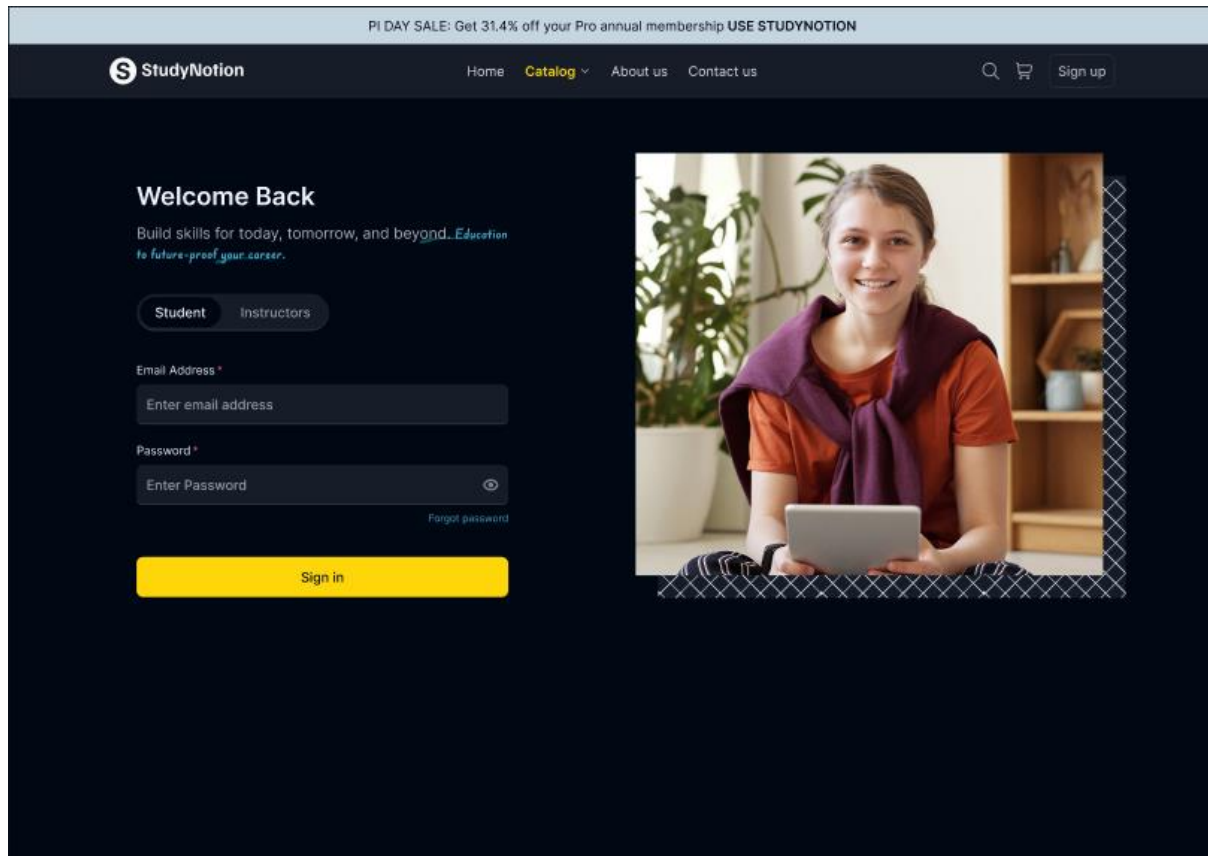 PI DAY SALE: Get 31.4% off your Pro annual membership USE STUDYNOTION
S StudyNotion
Home Catalog About us Contact us
Sign up
Welcome Back
Build skills for today, tomorrow, and beyond. Education
to future-proof your career.
Student Instructors
Email Address *
Enter email address
Password *
Enter Password
Forgot password
Sign in